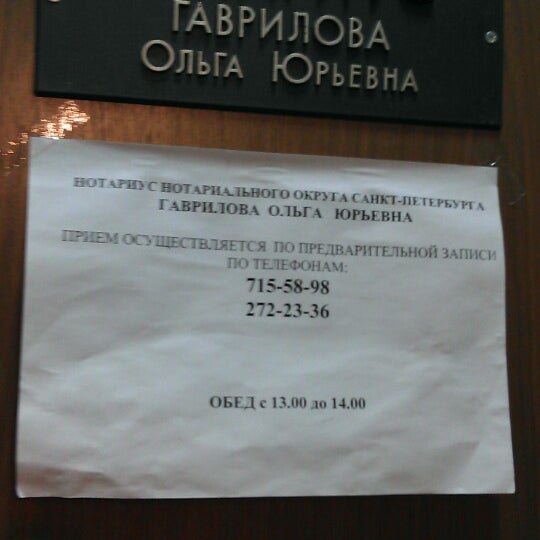 ГАВРИЛОВА
ОЛЬГА ЮРЬЕВНА
НОТАРИУС НОТАРИАЛЬНОГО ОКРУГА САНКТ-ПЕТЕРБУРГА
ГАВРИЛОВА ОЛЬГА ЮРЬЕВНА
ПРИЕМ ОСУЩЕСТВЛЯЕТСЯ ПО ПРЕДВАРИТЕЛЬНОЙ ЗАПИСИ
ПО ТЕЛЕФОНАМ:
715-58-98
272-23-36
ОБЕД с 13.00 до 14.00